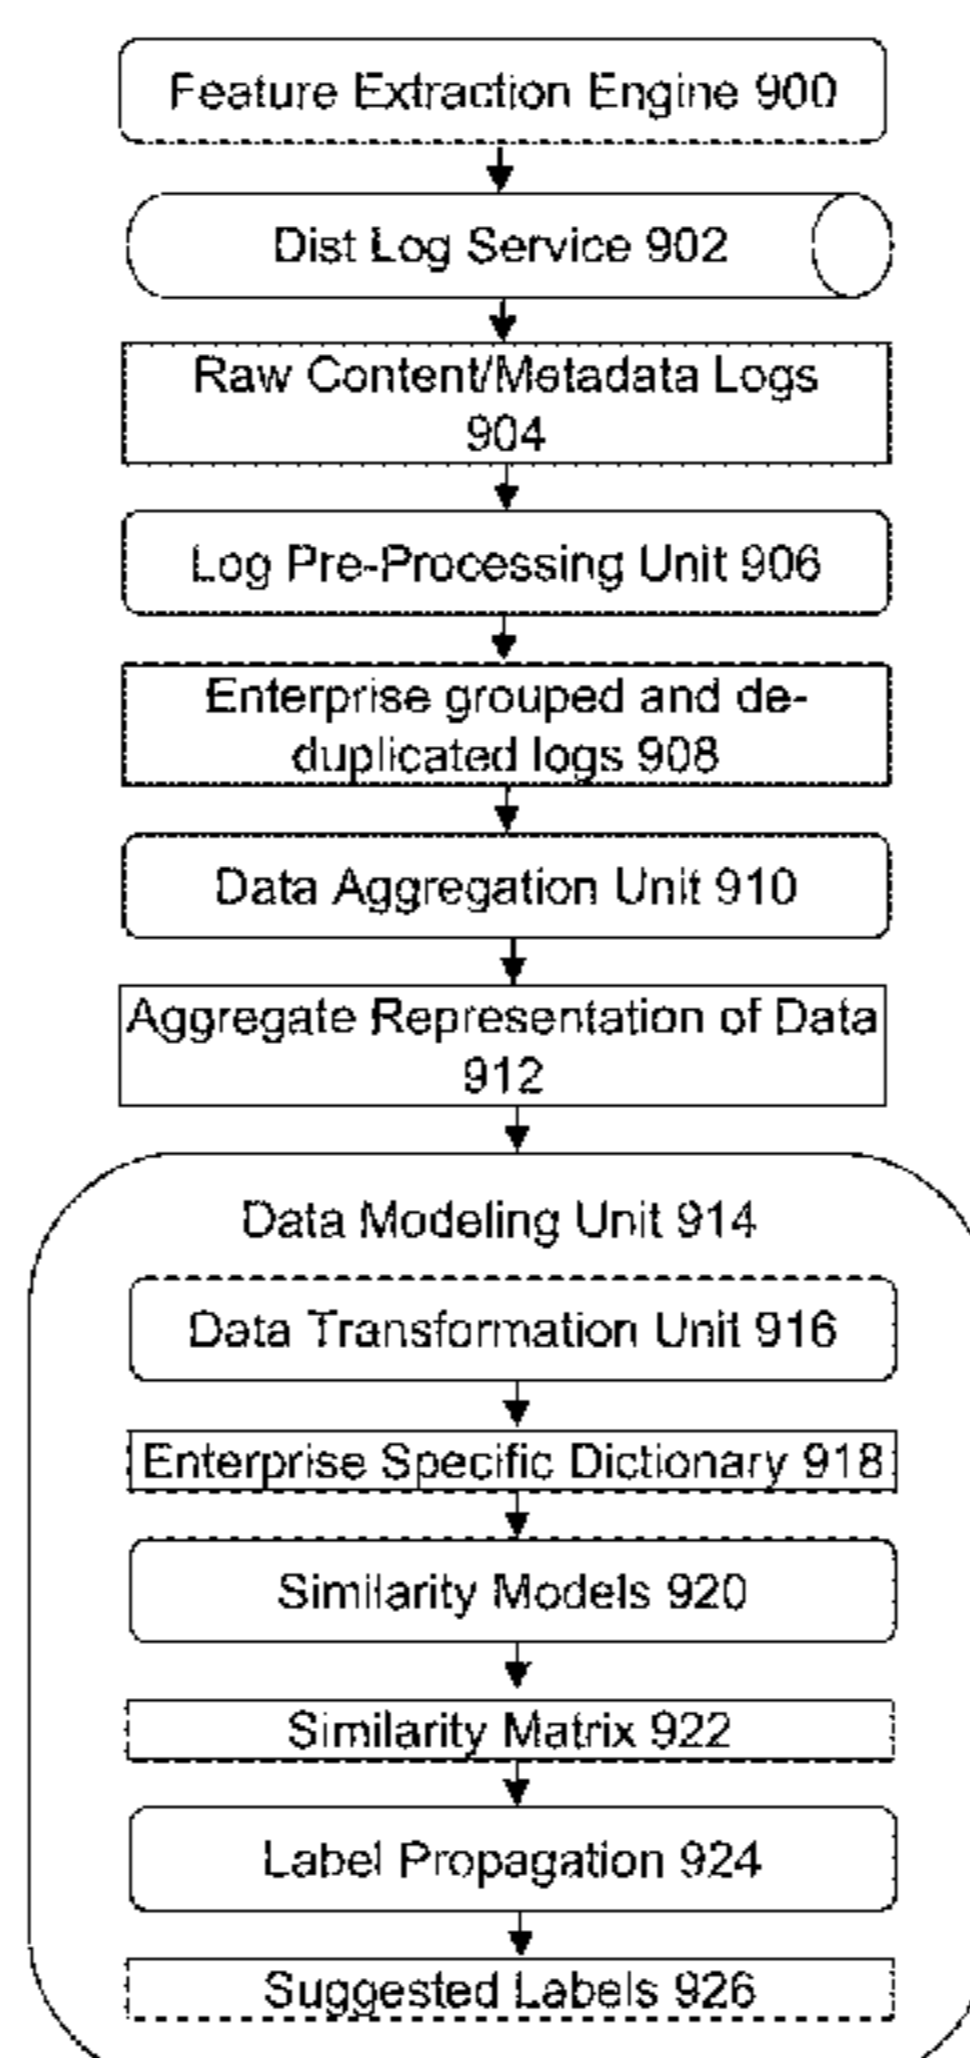 Feature Extraction Engine 900
Dist Log Service 902
Raw Content/Metadata Logs
904
Log Pre-Processing Unit 906
Enterprise grouped and de-
duplicated logs 908
Data Aggregation Unit 910
Aggregate Representation of Data
912
Data Modeling Unit 914
Data Transformation Unit 916
Enterprise Specific Dictionary 918
Similarity Models 920
Similarity Matrix 922
Label Propagation 924
Suggested Labels 926